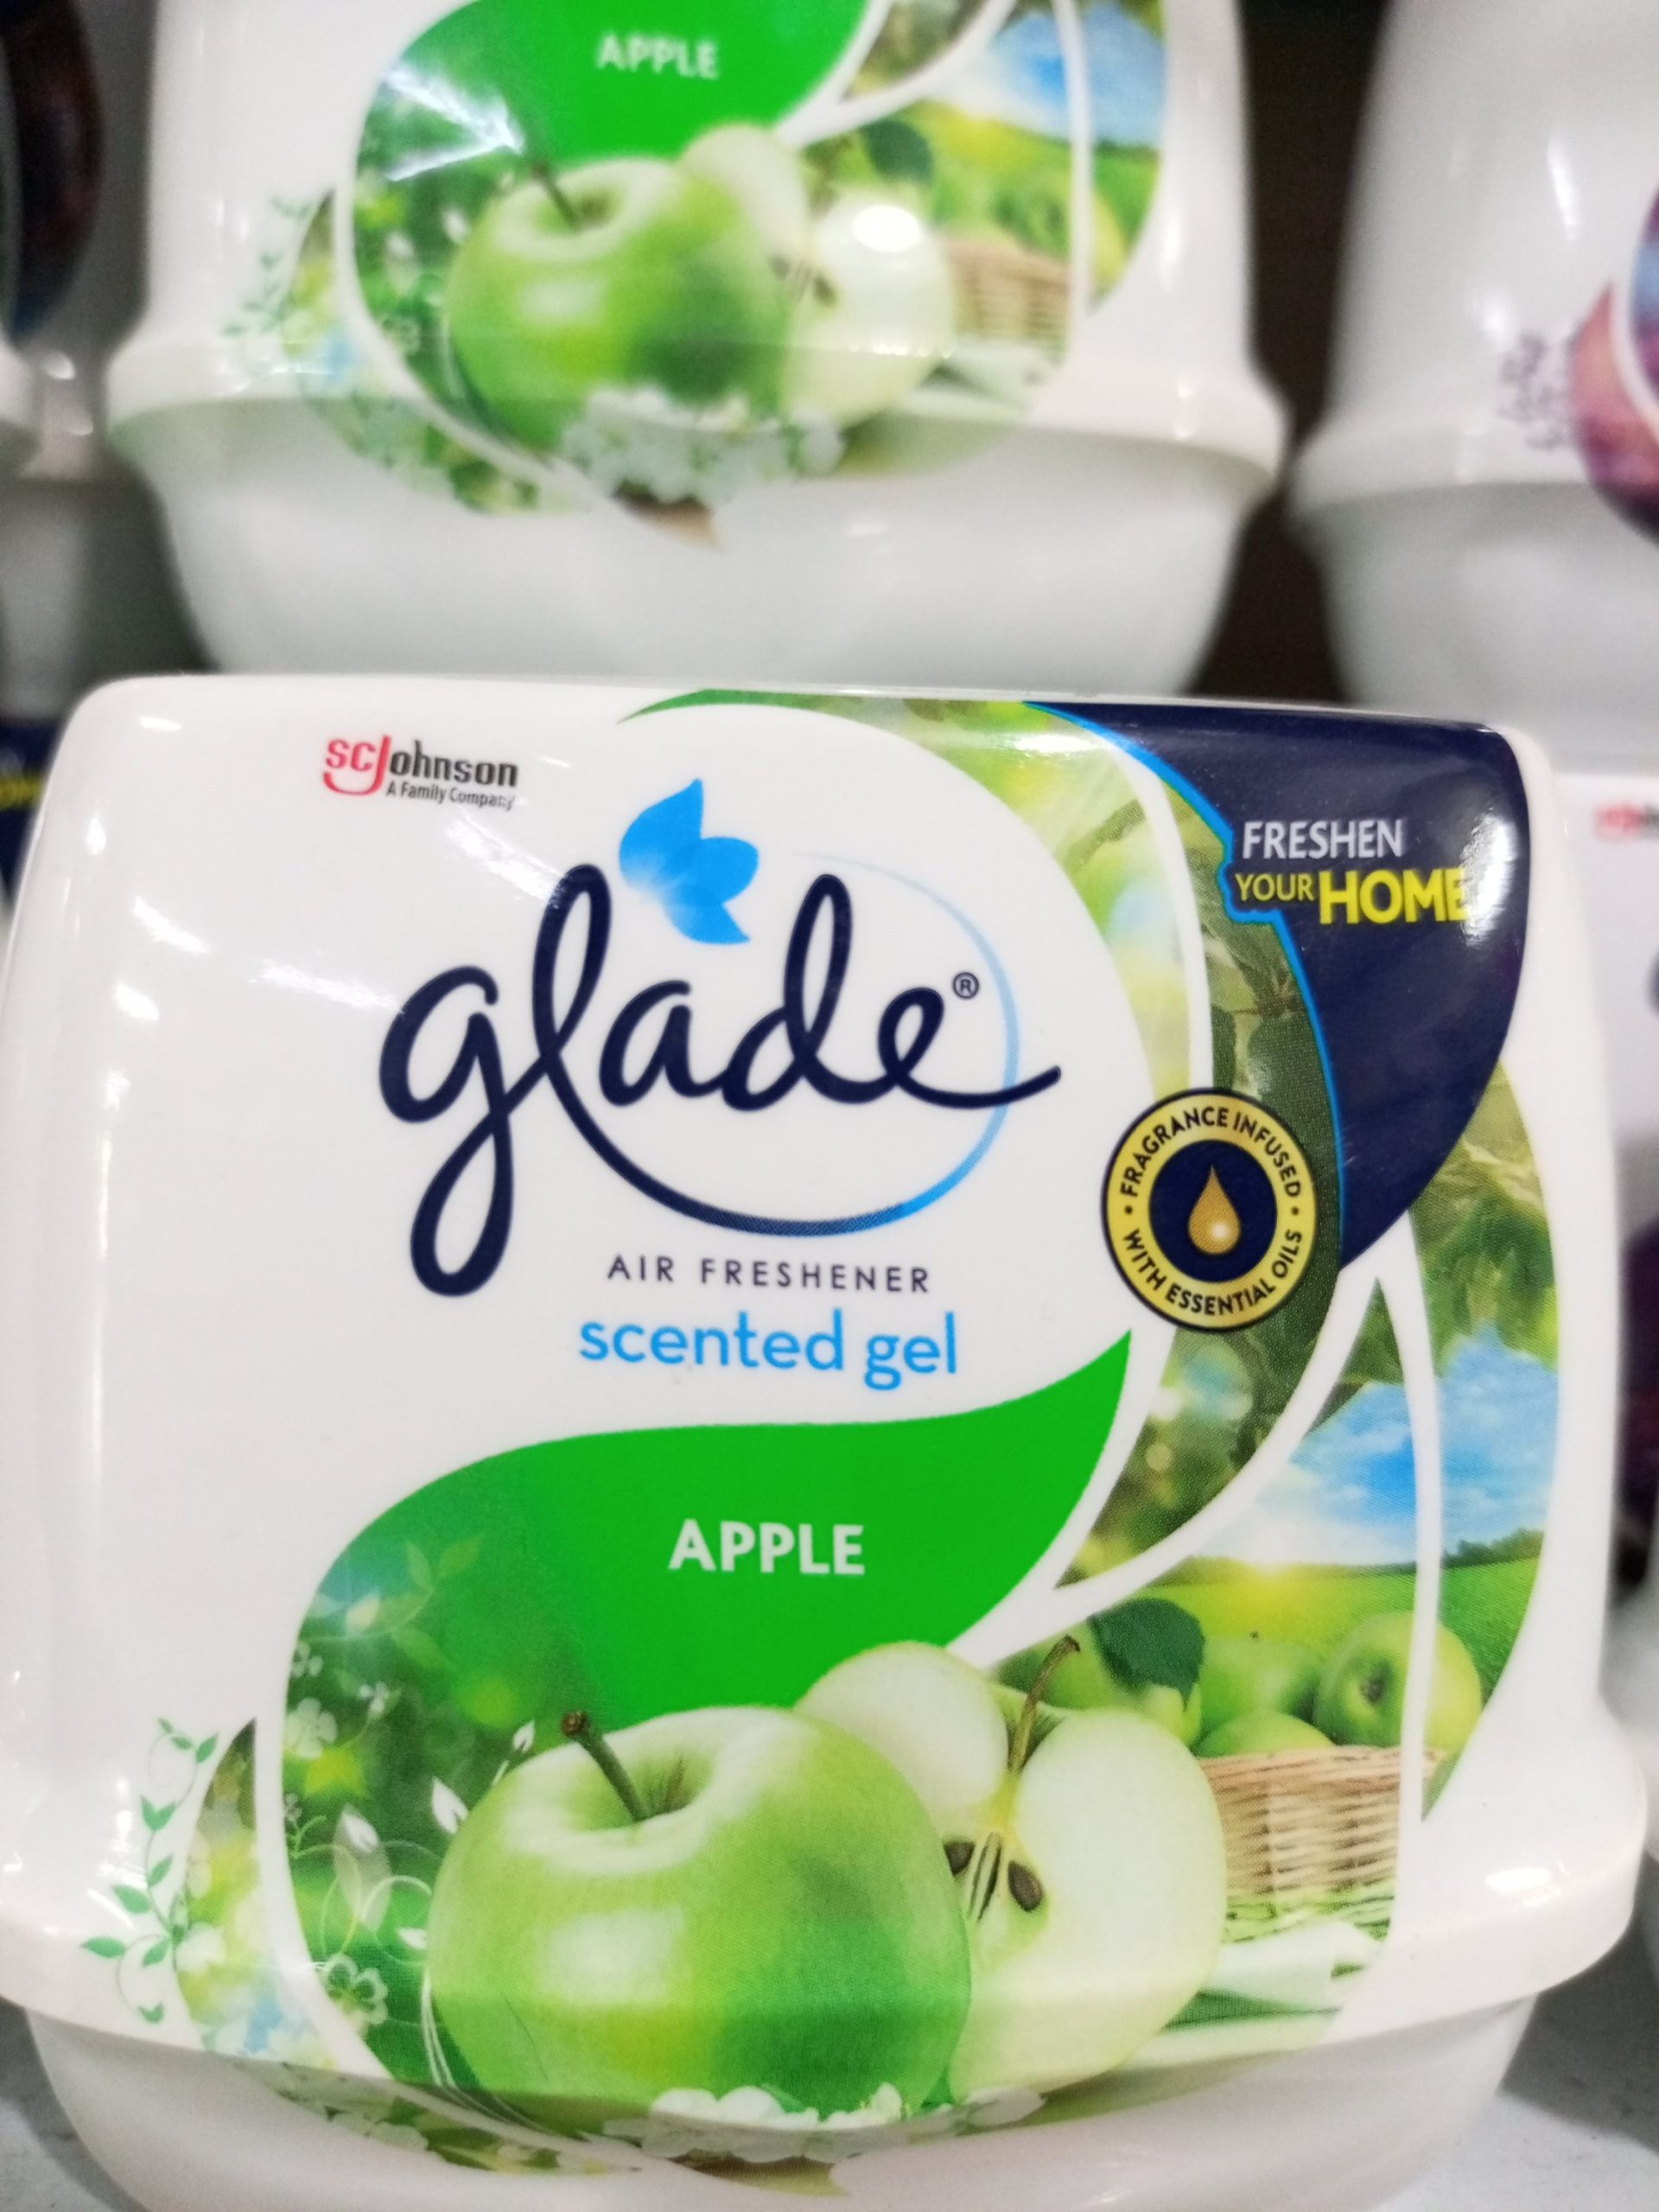 APPLE
scJohnson
A Family Company
glade®
AIR FRESHENER
scented gel
FRESHEN
YOUR HOME
• FRAGRANCE INFUSED •
WITH ESSENTIAL OILS
APPLE